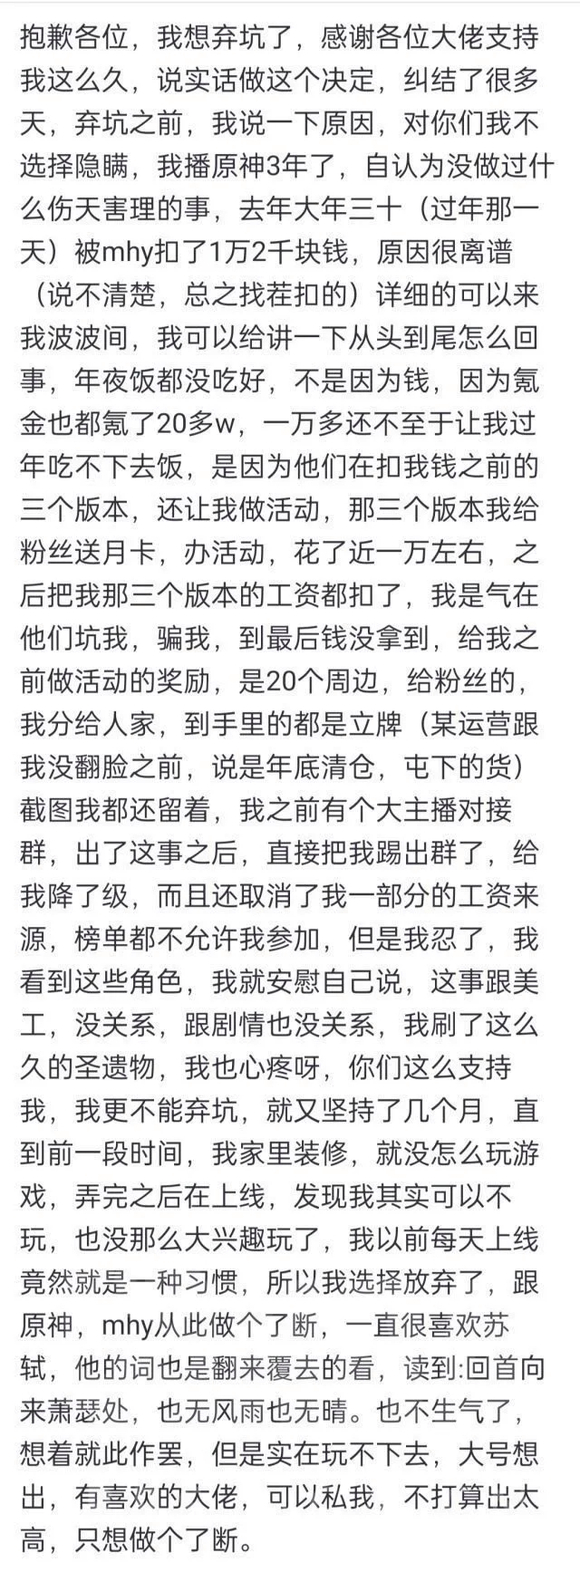 抱歉各位，我想弃坑了，感谢各位大佬支持
我这么久，说实话做这个决定，纠结了很多
天，弃坑之前，我说一下原因，对你们我不
选择隐瞒，我播原神3年了，自认为没做过什
么伤天害理的事，去年大年三十（过年那一
天）被mhy扣了1万2千块钱，原因很离谱
（说不清楚，总之找茬扣的）详细的可以来
我波波间，我可以给讲一下从头到尾怎么回
事，年夜饭都没吃好，不是因为钱，因为氪
金也都氪了20多w，一万多还不至于让我过
年吃不下去饭，是因为他们在扣我钱之前的
三个版本，还让我做活动，那三个版本我给
粉丝送月卡，办活动，花了近一万左右，之
后把我那三个版本的工资都扣了，我是气在
他们坑我，骗我，到最后钱没拿到，给我之
前做活动的奖励，是20个周边，给粉丝的，
我分给人家，到手里的都是立牌（某运营跟
我没翻脸之前，说是年底清仓，屯下的货）
截图我都还留着，我之前有个大主播对接
群，出了这事之后，直接把我踢出群了，给
我降了级，而且还取消了我一部分的工资来
源，榜单都不允许我参加，但是我忍了，我
看到这些角色，我就安慰自己说，这事跟美
工，没关系，跟剧情也没关系，我刷了这么
久的圣遗物，我也心疼呀，你们这么支持
我，我更不能弃坑，就又坚持了几个月，直
到前一段时间，我家里装修，就没怎么玩游
戏，弄完之后在上线，发现我其实可以不
玩，也没那么大兴趣玩了，我以前每天上线
竟然就是一种习惯，所以我选择放弃了，跟
原神，mhy从此做个了断，一直很喜欢苏
轼，他的词也是翻来覆去的看，读到:回首向
来萧瑟处，也无风雨也无晴。也不生气了，
想着就此作罢，但是实在玩不下去，大号想
出，有喜欢的大佬，可以私我，不打算出太
高，只想做个了断。